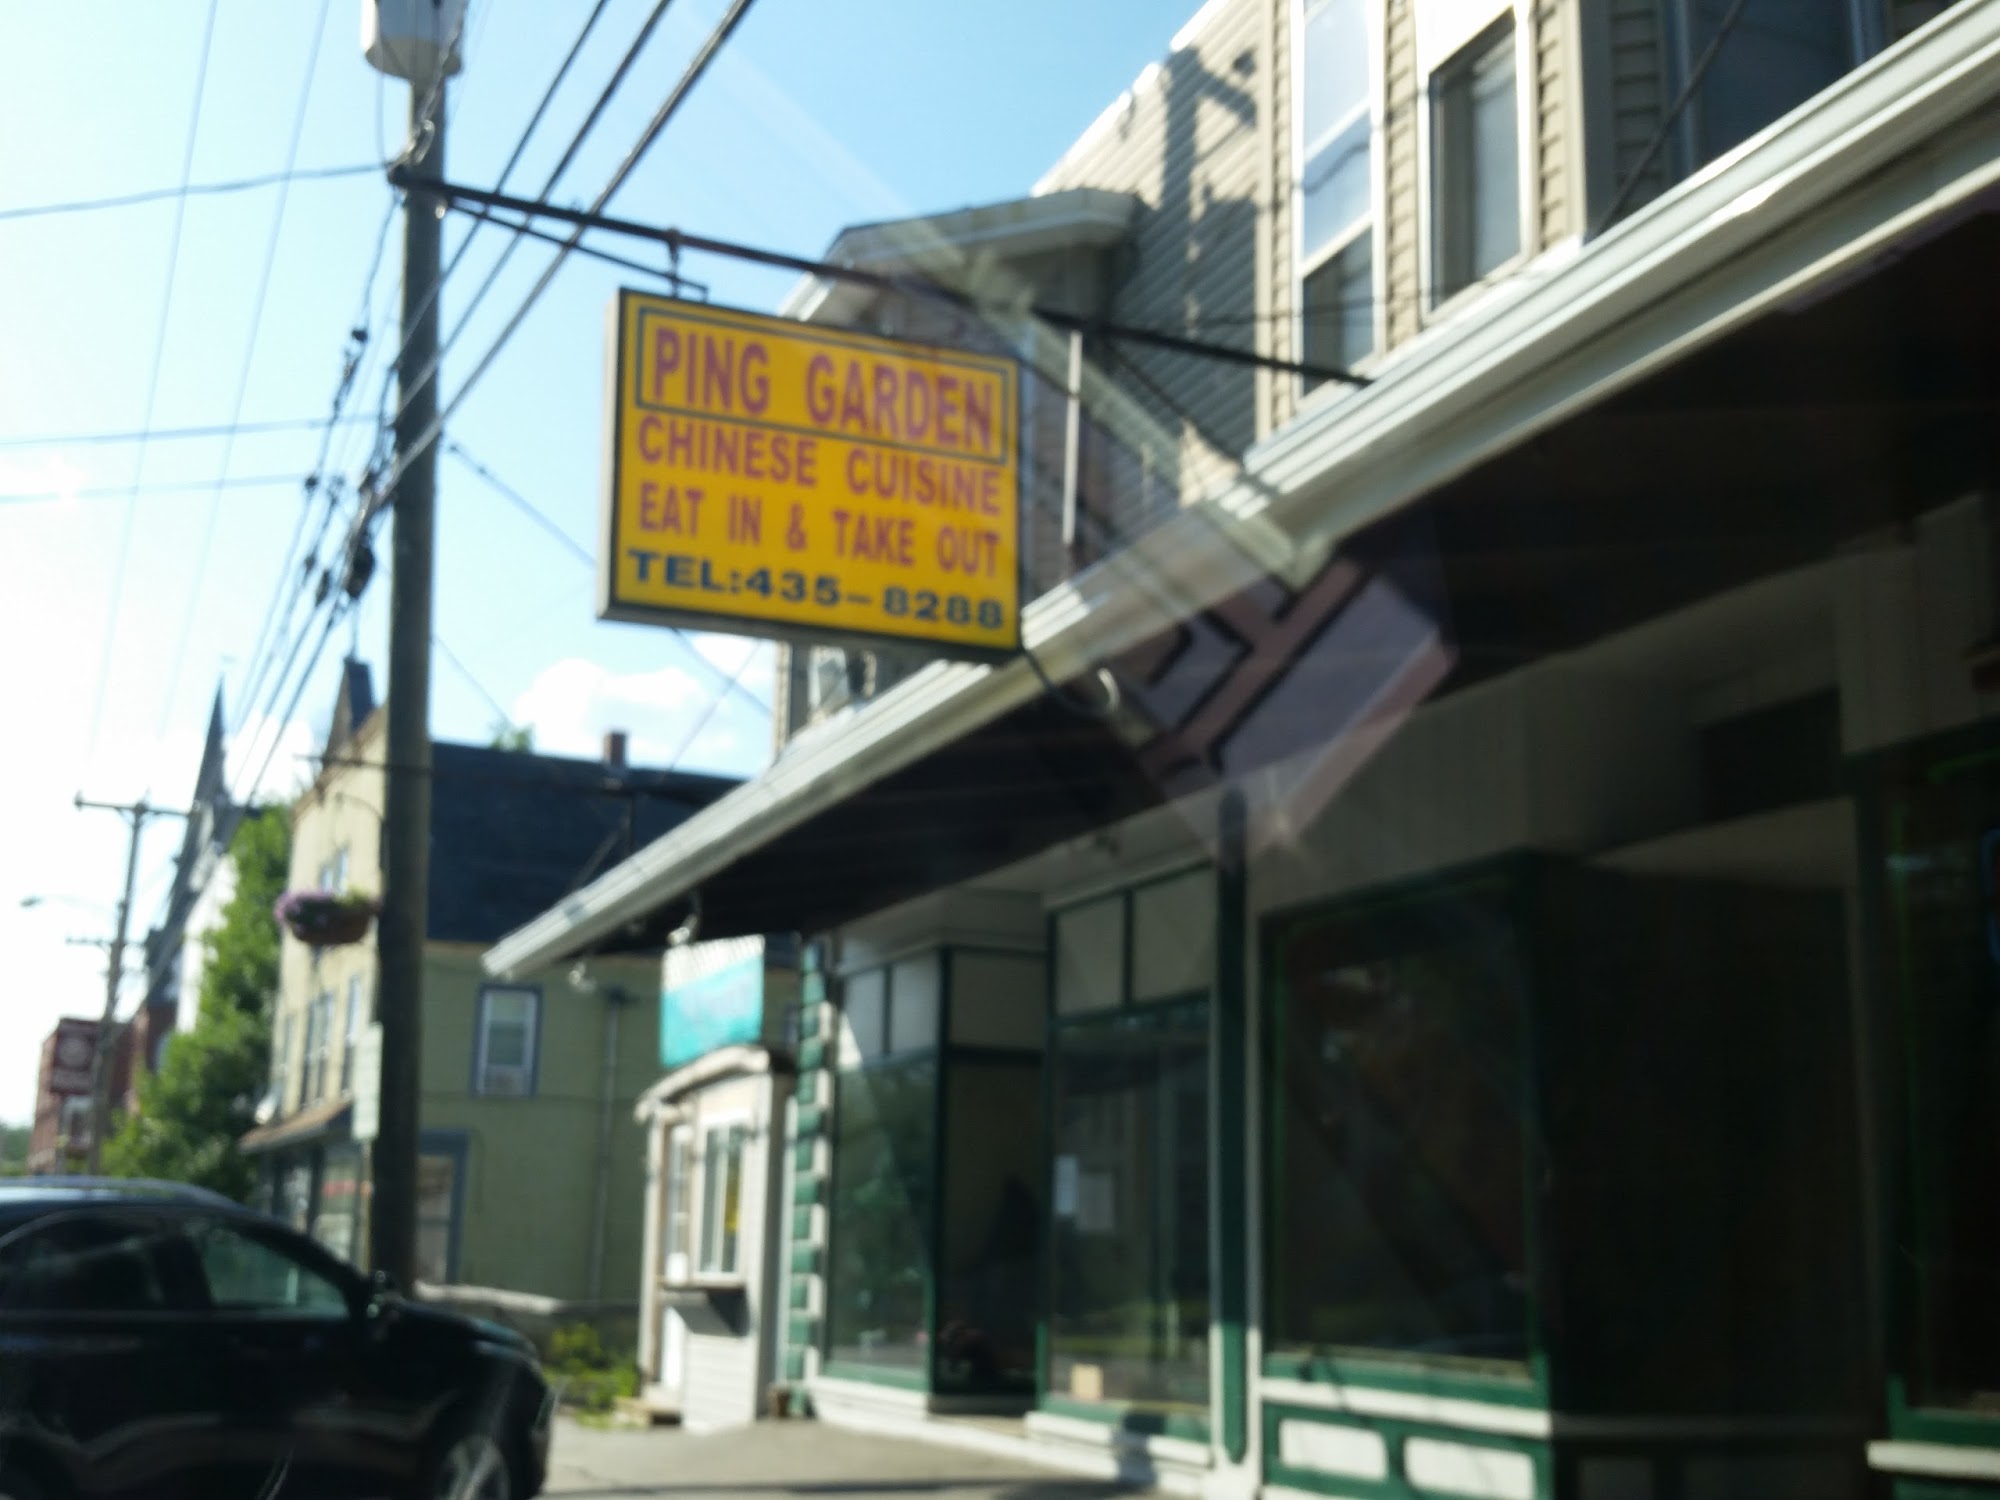 PING GARDEN
CHINESE CUISINE
EAT IN & TAKE OUT
TEL:435-8288